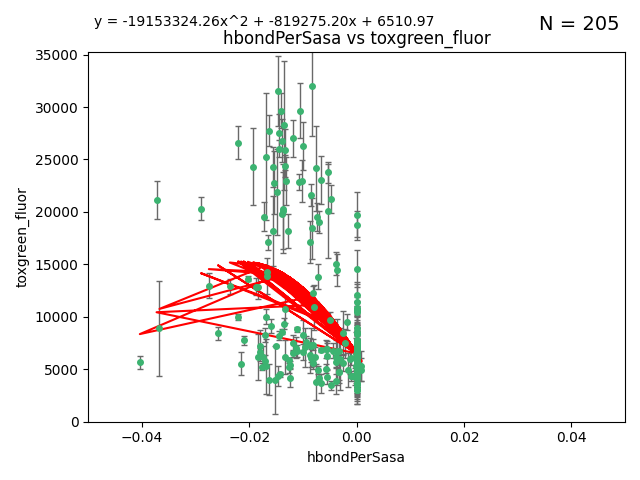 y = -19153324.26x^2 + -819275.20x + 6510.97
N = 205
hbondPerSasa vs toxgreen_fluor
35000
30000
25000
20000
15000
10000
5000
0
toxgreen_fluor
−0.04
−0.02
0.00
0.02
0.04
hbondPerSasa